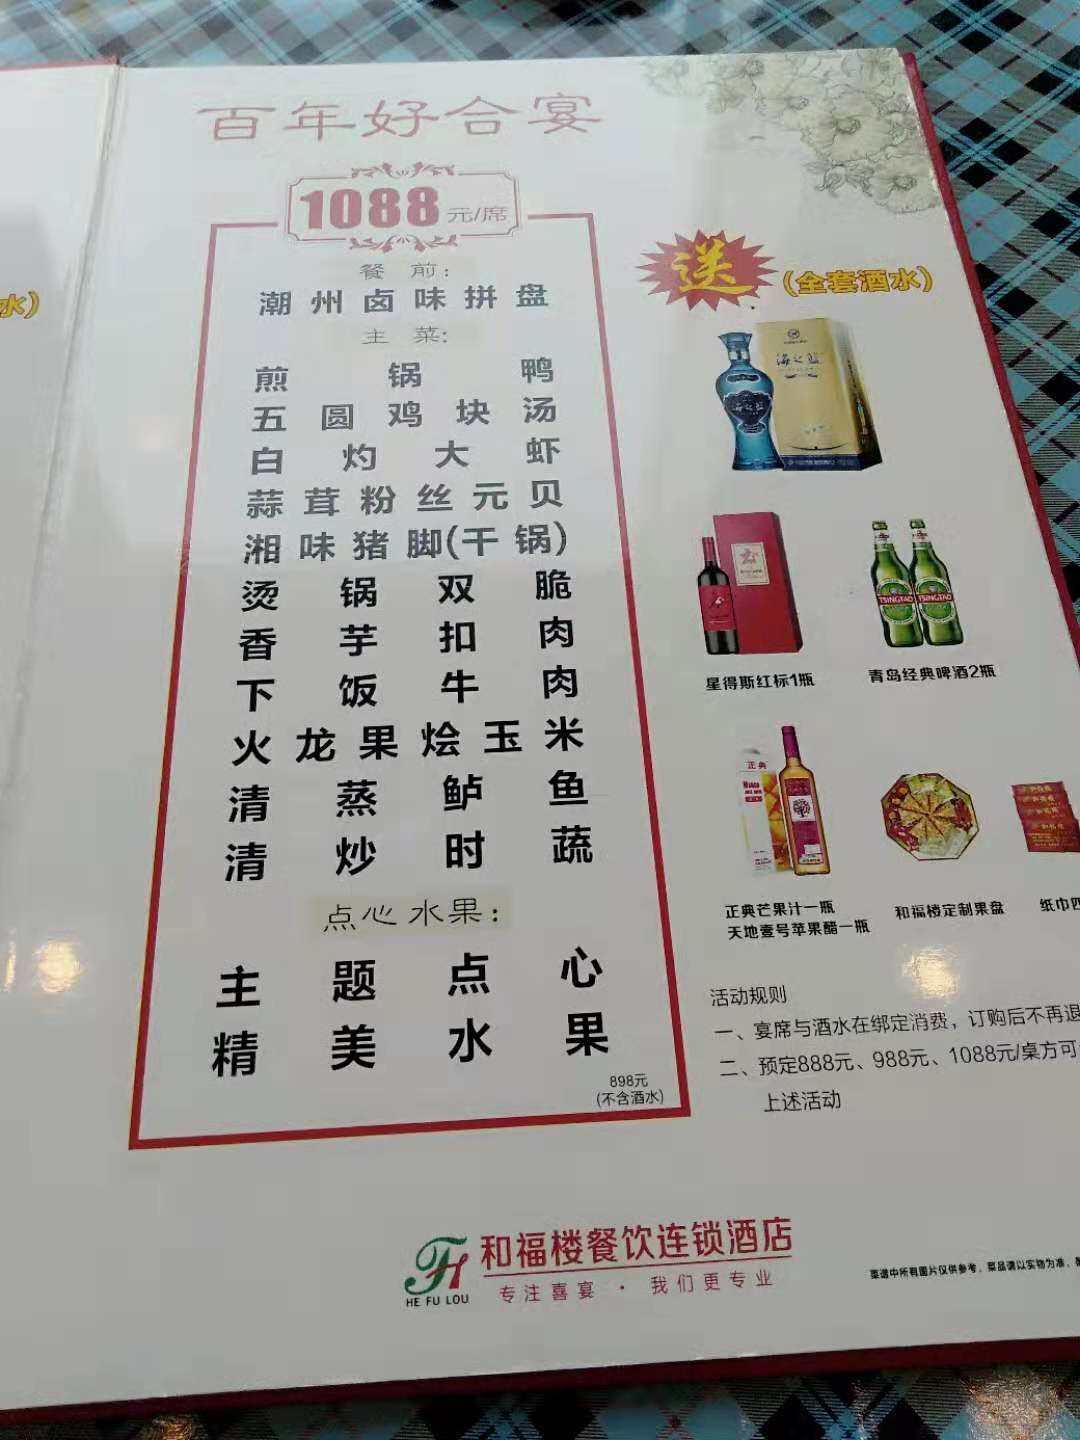 百年好合宴
1088元/席
餐前：
潮州卤味拼盘
主菜：
煎锅鸭
五圆鸡块汤
白灼大虾
蒜茸粉丝元贝
湘味猪脚(干锅)
烫锅双脆
香芋扣肉
下饭牛肉
火龙果烩玉米
清蒸鲈鱼
清炒时蔬
点心水果：
主题点心
精美水果
898元
(不含酒水)
水)
送(全套酒水)
海之蓝
TSINGTAO TSINGTAO
星得斯红标1瓶
青岛经典啤酒2瓶
正典
正典芒果汁一瓶
天地壹号苹果醋一瓶
和福楼定制果盘
纸巾四
活动规则
一、宴席与酒水在绑定消费，订购后不再退
二、预定888元、988元、1088元/桌方可
上述活动
HE FU LOU
和福楼餐饮连锁酒店
专注喜宴·我们更专业
菜谱中所有图片仅供参考，菜品请以实物为准，